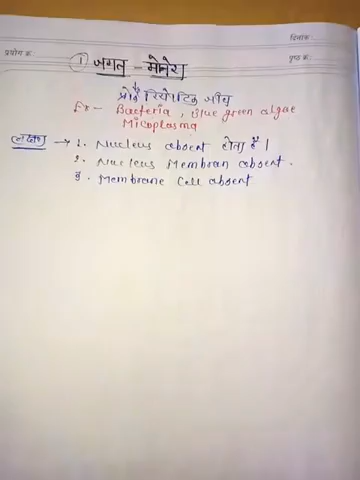 दिनांक:
प्रयोग क्र.
पृष्ठ क्र.:
① जगत - मोनेरा
प्रोकैरियोटिक जीव
Ex - Bacteria, Blue green algae
Micoplasma
लक्षण → 1. Nucleus absent होता है।
2. Nucleus Membran absent.
3. Membrane Cell absent